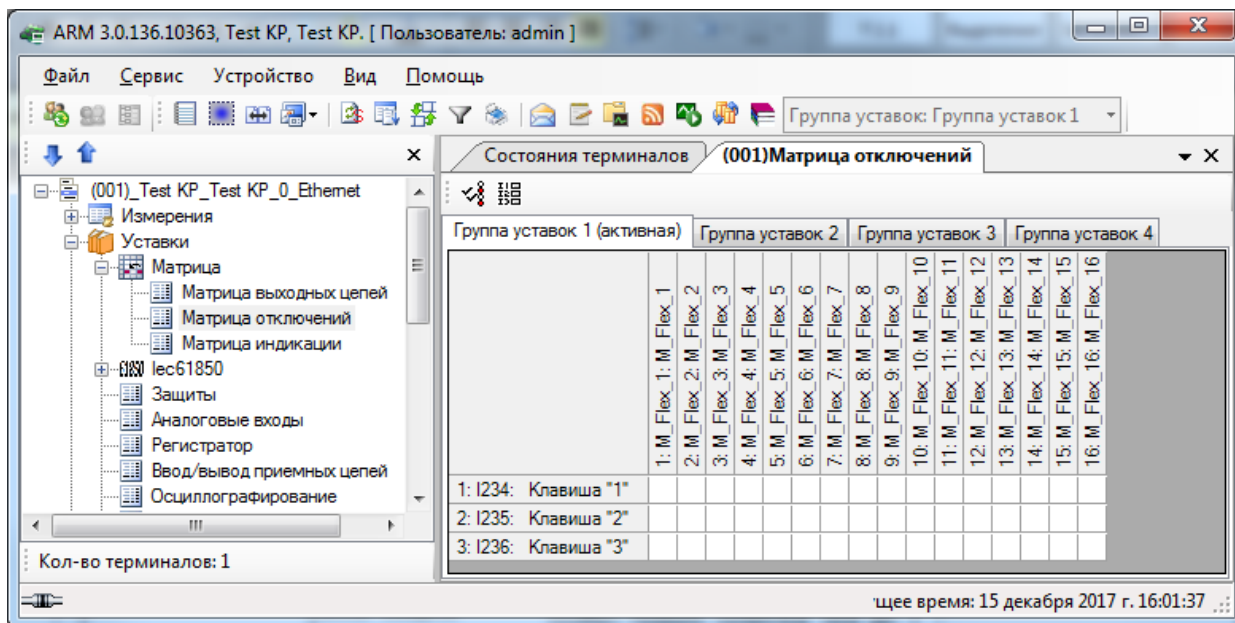 ARM 3.0.136.10363, Test KP, Test KP. [ Пользователь: admin ]
Файл Сервис Устройство Вид Помощь
Группа уставок: Группа уставок 1
Состояния терминалов (001)Матрица отключений
(001)_Test KP_Test KP_0_Ethernet
Измерения
Уставки
Матрица
Матрица выходных цепей
Матрица отключений
Матрица индикации
Iec61850
Защиты
Аналоговые входы
Регистратор
Ввод/вывод приемных цепей
Осциллографирование
Кол-во терминалов: 1
Группа уставок 1 (активная) Группа уставок 2 Группа уставок 3 Группа уставок 4
1: M_Flex_1: M_Flex_1
2: M_Flex_2: M_Flex_2
3: M_Flex_3: M_Flex_3
4: M_Flex_4: M_Flex_4
5: M_Flex_5: M_Flex_5
6: M_Flex_6: M_Flex_6
7: M_Flex_7: M_Flex_7
8: M_Flex_8: M_Flex_8
9: M_Flex_9: M_Flex_9
10: M_Flex_10: M_Flex_10
11: M_Flex_11: M_Flex_11
12: M_Flex_12: M_Flex_12
13: M_Flex_13: M_Flex_13
14: M_Flex_14: M_Flex_14
15: M_Flex_15: M_Flex_15
16: M_Flex_16: M_Flex_16
1: I234: Клавиша "1"
2: I235: Клавиша "2"
3: I236: Клавиша "3"
щее время: 15 декабря 2017 г. 16:01:37